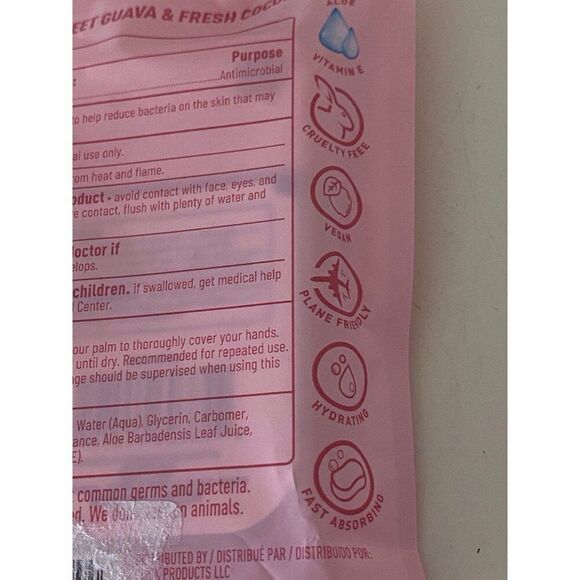 EET GUAVA & FRESH COCO
Purpose
Antimicrobial
to help reduce bacteria on the skin that may
al use only.
rom heat and flame.
oduct • avoid contact with face, eyes, and
re contact, flush with plenty of water and
doctor if
elops.
children. if swallowed, get medical help
Center.
our palm to thoroughly cover your hands.
until dry. Recommended for repeated use.
ge should be supervised when using this
Water (Aqua), Glycerin, Carbomer,
ance, Aloe Barbadensis Leaf Juice,
E).
common germs and bacteria.
ed. We don on animals.
TRIBUTED BY / DISTRIBUÉ PAR / DISTRIBUIDO POR:
CK PRODUCTS LLC
ALOE
VITAMIN E
CRUELTY FREE
VEGAN
PLANE FRIENDLY
HYDRATING
FAST ABSORBING